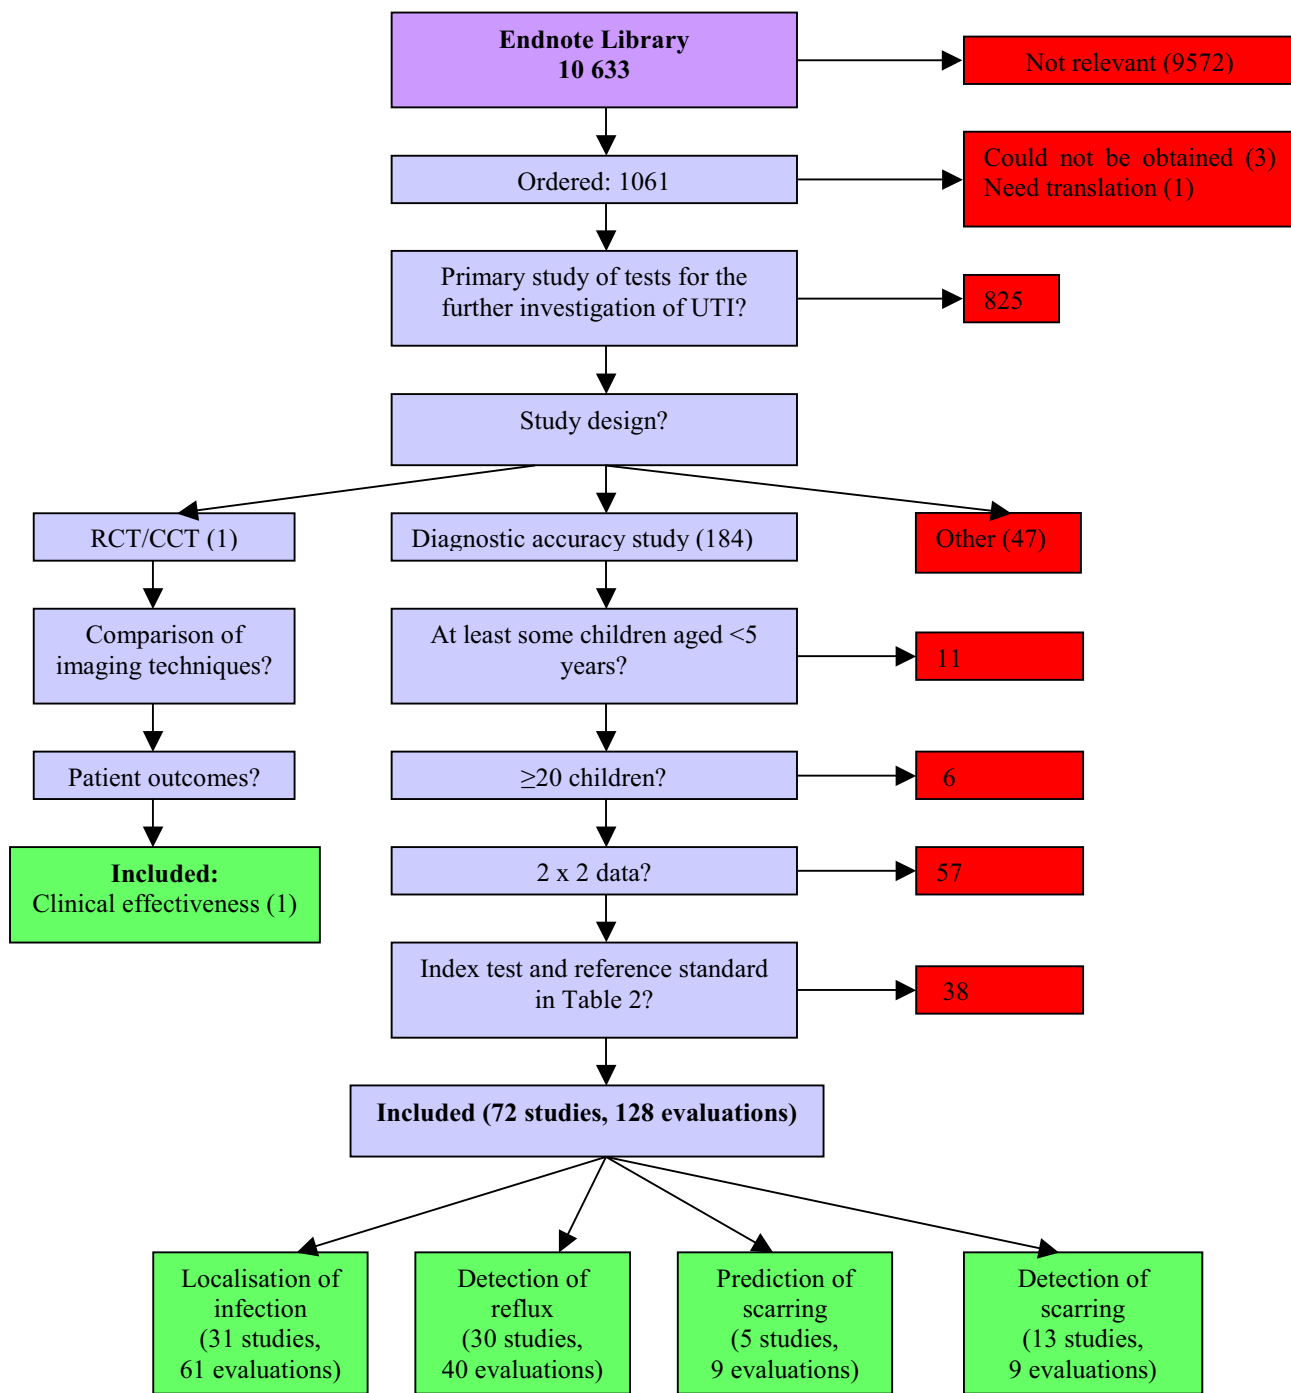 Endnote Library
10 633
Not relevant (9572)
Ordered: 1061
Could not be obtained (3)
Need translation (1)
Primary study of tests for the
further investigation of UTI?
825
Study design?
RCT/CCT (1)
Diagnostic accuracy study (184)
Other (47)
Comparison of
imaging techniques?
At least some children aged <5
years?
11
Patient outcomes?
≥20 children?
6
Included:
Clinical effectiveness (1)
2 x 2 data?
57
Index test and reference standard
in Table 2?
38
Included (72 studies, 128 evaluations)
Localisation of
infection
(31 studies,
61 evaluations)
Detection of
reflux
(30 studies,
40 evaluations)
Prediction of
scarring
(5 studies,
9 evaluations)
Detection of
scarring
(13 studies,
9 evaluations)